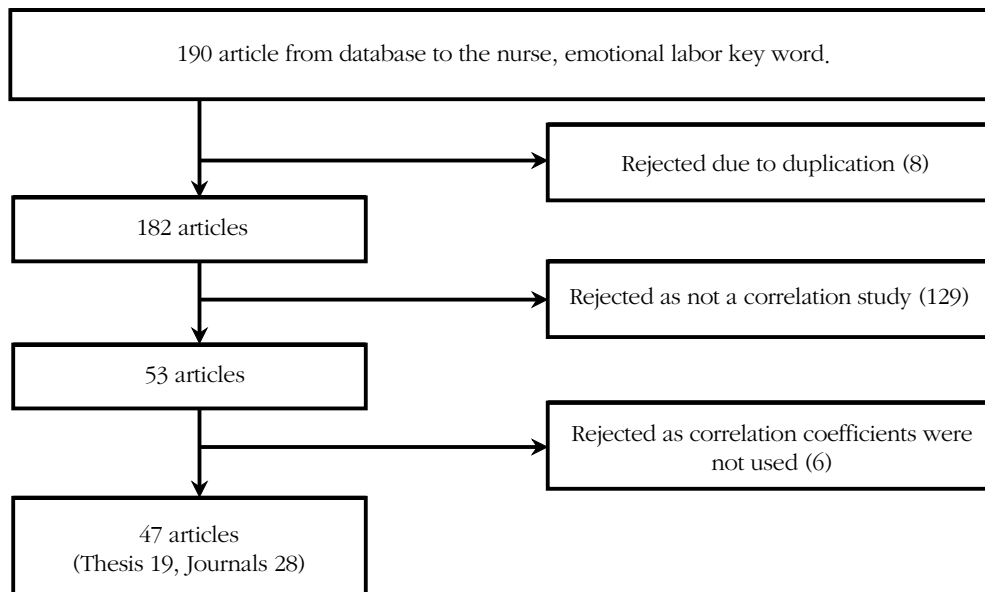 190 article from database to the nurse, emotional labor key word.
Rejected due to duplication (8)
182 articles
Rejected as not a correlation study (129)
53 articles
Rejected as correlation coefficients were
not used (6)
47 articles
(Thesis 19, Journals 28)